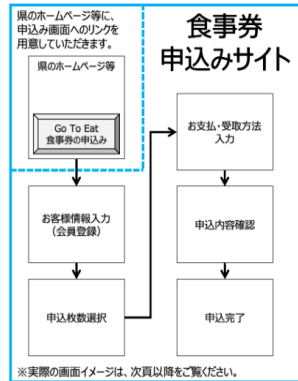 県のホームページ等に、
申込み画面へのリンクを
用意していただきます。
食事券
申込みサイト
県のホームページ等
Go To Eat
食事券の申込み
お客様情報入力
(会員登録)
申込枚数選択
お支払・受取方法
入力
申込内容確認
申込完了
※実際の画面イメージは、次頁以降をご覧ください。